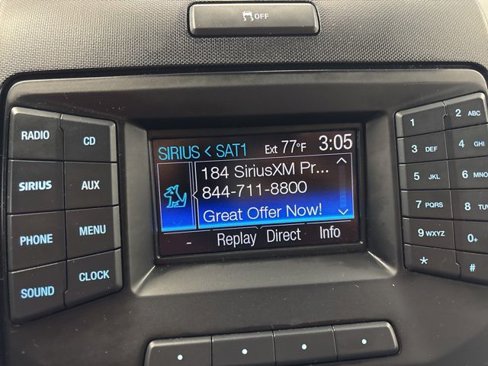 OFF
RADIO
CD
SIRIUS
AUX
PHONE
MENU
SOUND
CLOCK
SIRIUS < SAT1 Ext 77°F 3:05
184 SiriusXM Pr...
844-711-8800
Great Offer Now!
- Replay Direct Info
1
2 ABC
3 DEF
4 GHI
5 JKL
6 MNO
7 PQRS
8 TUV
9 WXYZ
0+
*
#